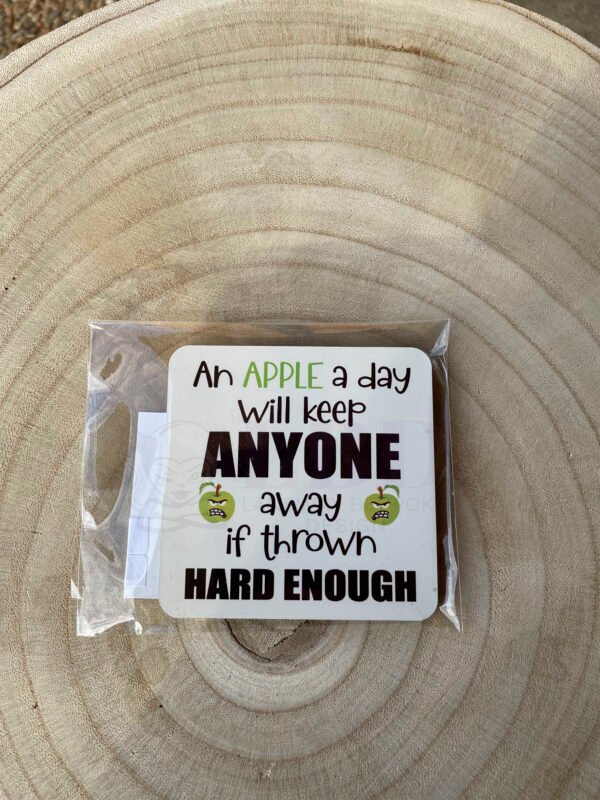 An APPLE a day
will keep
ANYONE
away
if thrown
HARD ENOUGH